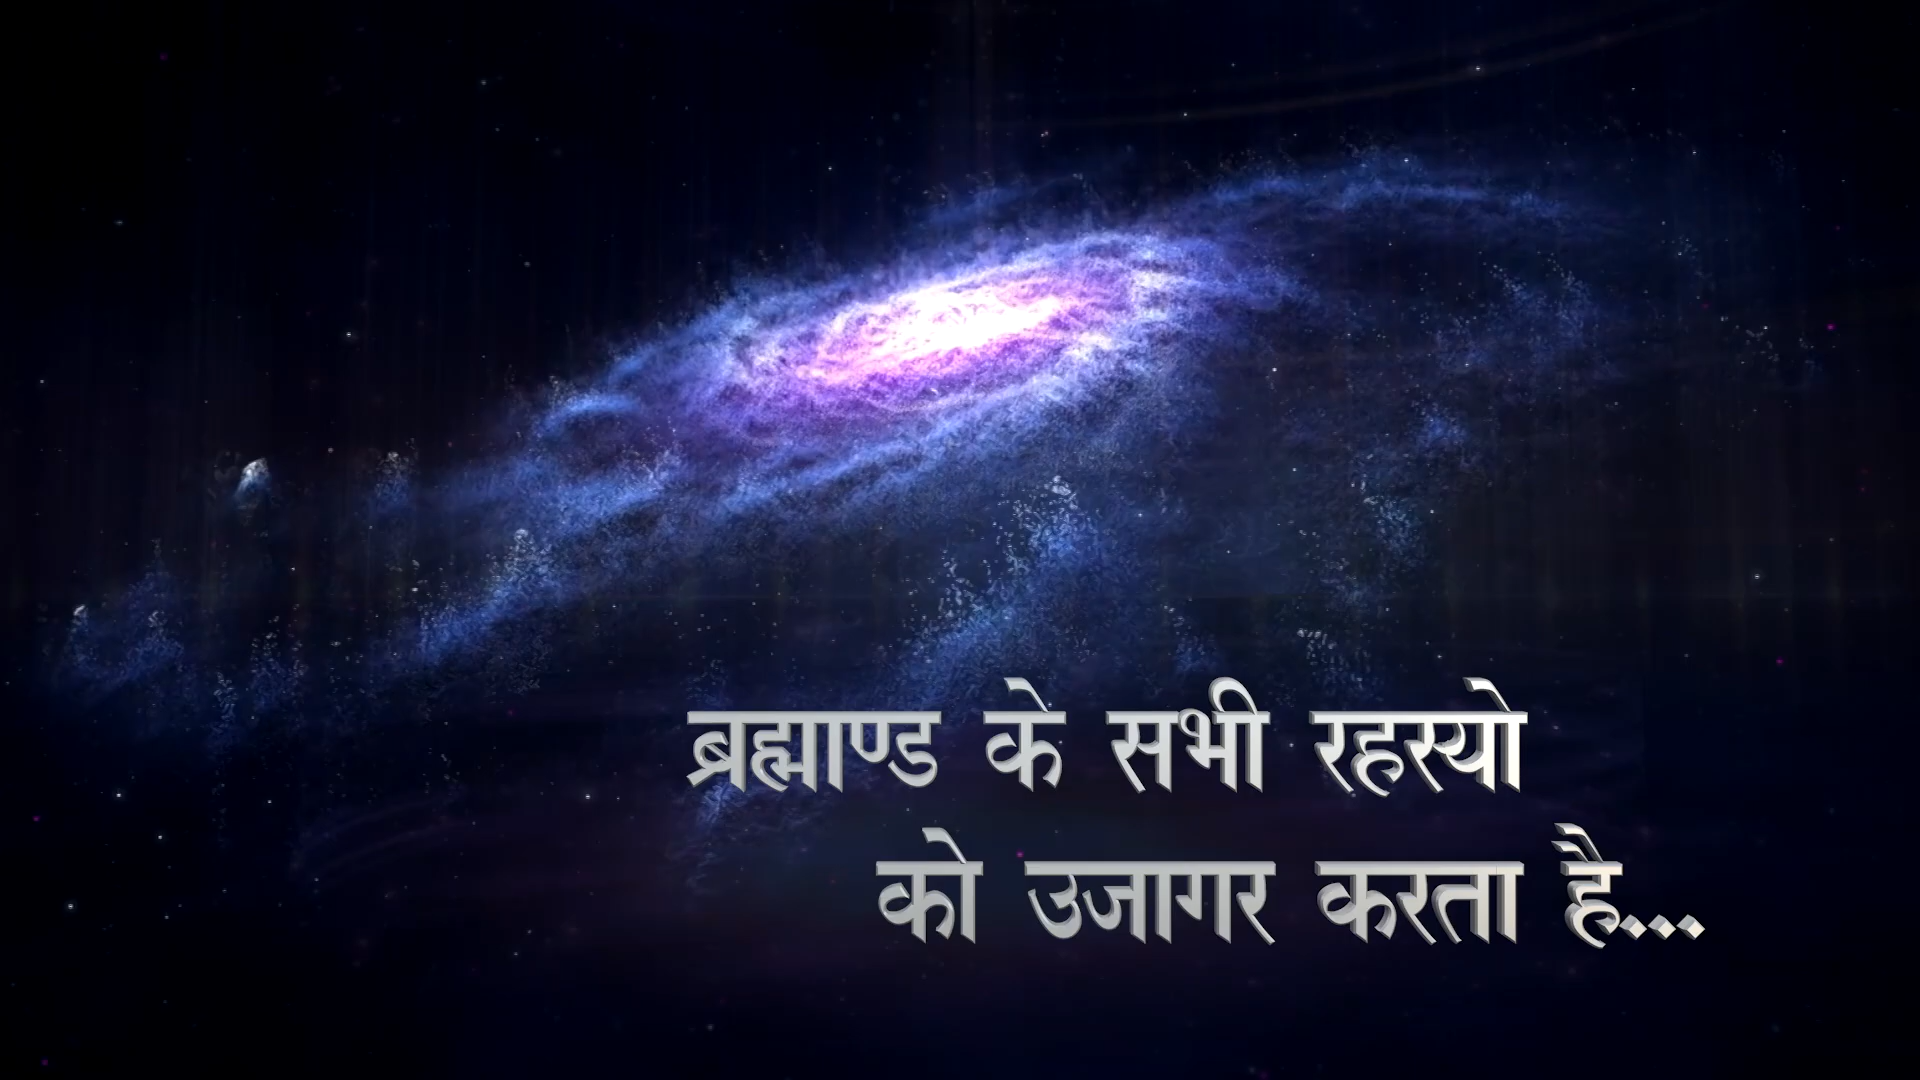 ब्रह्माण्ड के सभी रहस्यो
को उजागर करता है...